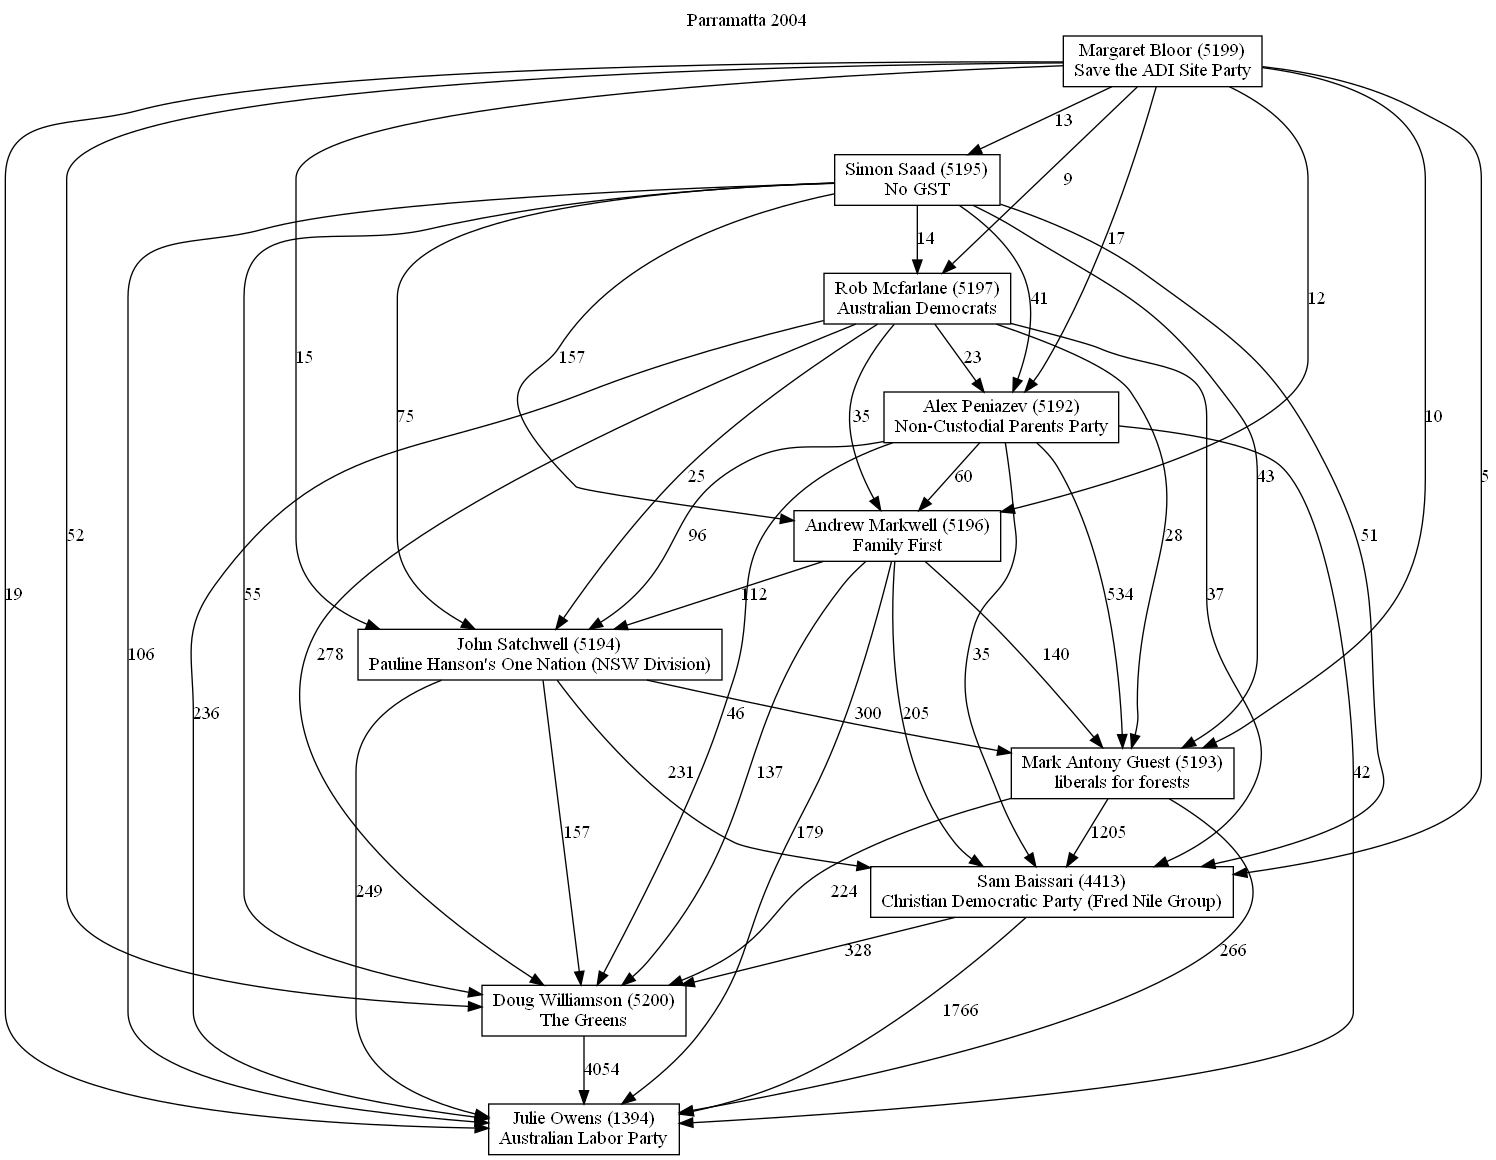 Parramatta 2004
Margaret Bloor (5199)
Save the ADI Site Party
13
Simon Saad (5195)
No GST
9
14
17
Rob Mcfarlane (5197)
Australian Democrats
41
12
15
157
23
75
35
10
Alex Peniazev (5192)
Non-Custodial Parents Party
25
60
43
5
52
96
28
51
Andrew Markwell (5196)
Family First
19
55
112
534
37
John Satchwell (5194)
Pauline Hanson's One Nation (NSW Division)
106
278
140
35
236
46
300
205
231
137
42
Mark Antony Guest (5193)
liberals for forests
157
179
1205
249
224
Sam Baissari (4413)
Christian Democratic Party (Fred Nile Group)
328
266
Doug Williamson (5200)
The Greens
1766
4054
Julie Owens (1394)
Australian Labor Party